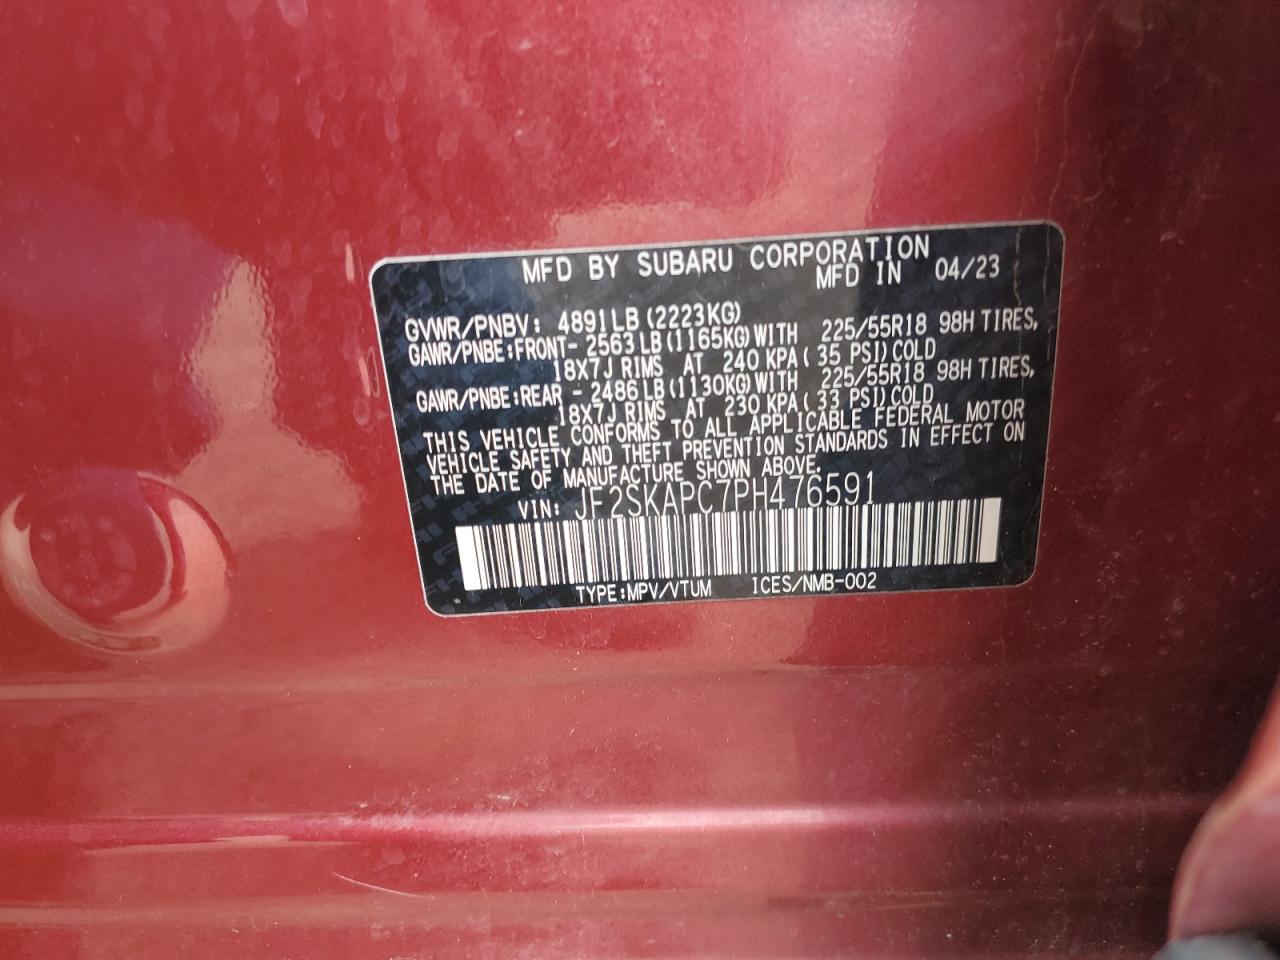 MFD BY SUBARU CORPORATION
MFD IN 04/23
GVWR/PNBV: 4891LB(2223KG)
GAWR/PNBE:FRONT- 2563LB(1165KG)WITH 225/55R18 98H TIRES,
18X7J RIMS AT 240 KPA( 35 PSI)COLD
GAWR/PNBE:REAR - 2486LB(1130KG)WITH 225/55R18 98H TIRES,
18X7J RIMS AT 230 KPA( 33 PSI)COLD
THIS VEHICLE CONFORMS TO ALL APPLICABLE FEDERAL MOTOR
VEHICLE SAFETY AND THEFT PREVENTION STANDARDS IN EFFECT ON
THE DATE OF MANUFACTURE SHOWN ABOVE.
VIN: JF2SKAPC7PH476591
TYPE:MPV/VTUM ICES/NMB-002